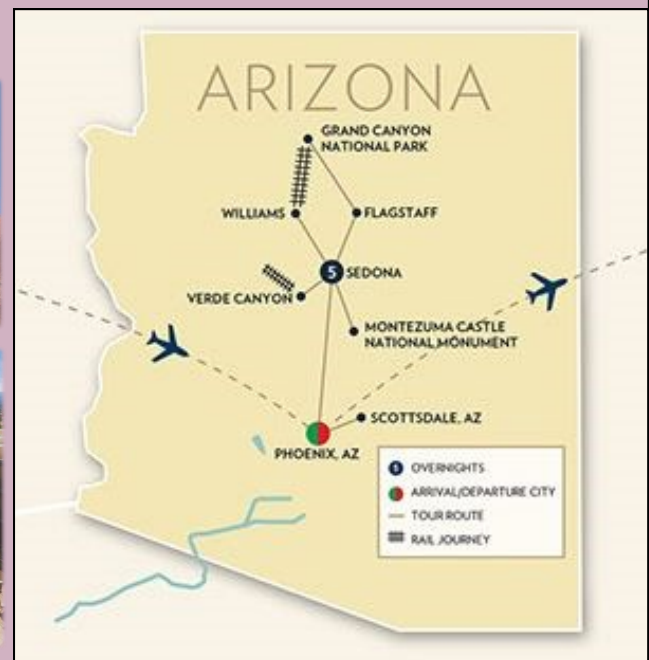 ARIZONA
GRAND CANYON
NATIONAL PARK
WILLIAMS
FLAGSTAFF
5
SEDONA
VERDE CANYON
MONTEZUMA CASTLE
NATIONAL MONUMENT
SCOTTSDALE, AZ
PHOENIX, AZ
5 OVERNIGHTS
ARRIVAL/DEPARTURE CITY
TOUR ROUTE
RAIL JOURNEY